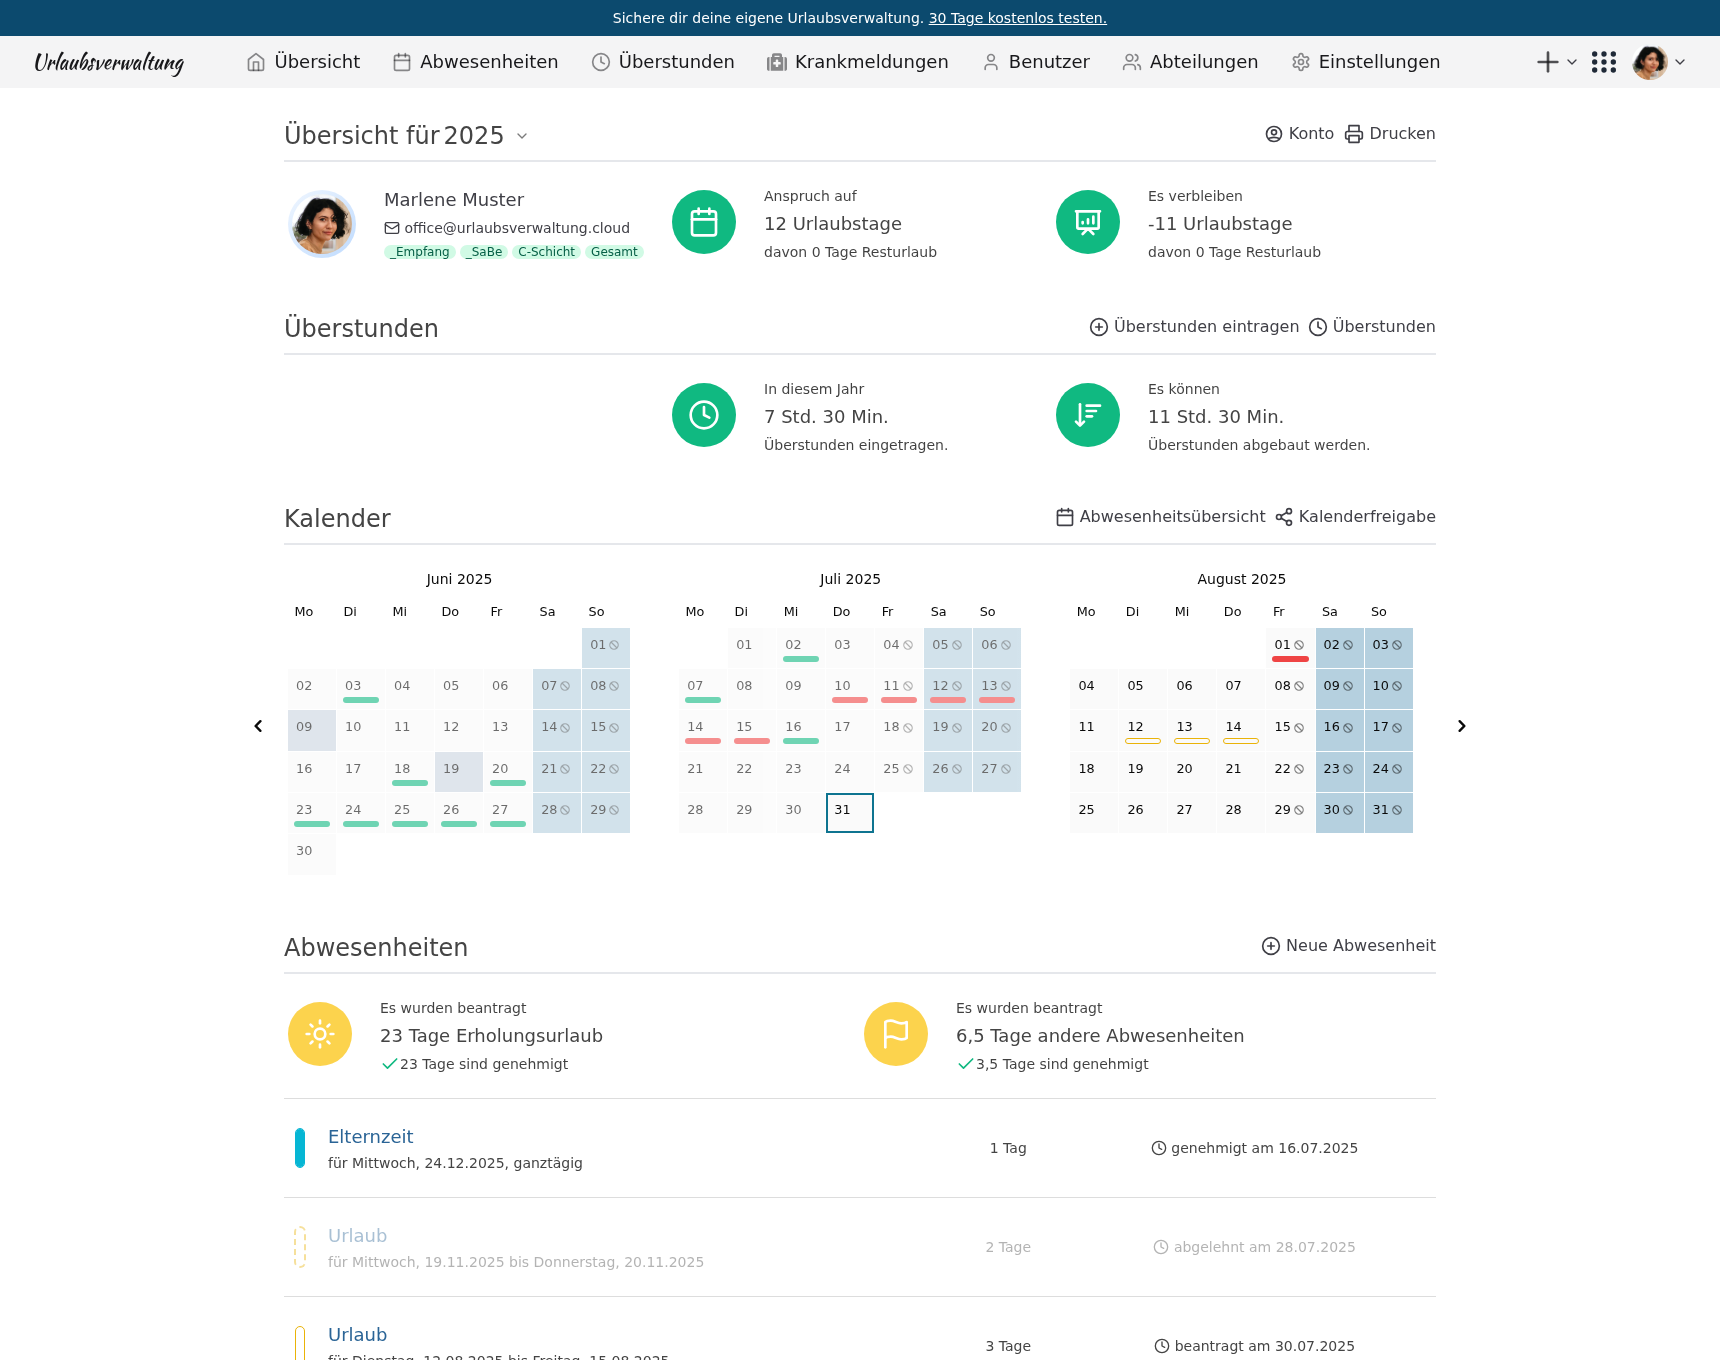 Sichere dir deine eigene Urlaubsverwaltung. 30 Tage kostenlos testen.
Urlaubsverwaltung Übersicht Abwesenheiten Überstunden Krankmeldungen Benutzer Abteilungen Einstellungen
Übersicht für 2025 Konto Drucken
Marlene Muster
office@urlaubsverwaltung.cloud
_Empfang _SaBe C-Schicht Gesamt
Anspruch auf
12 Urlaubstage
davon 0 Tage Resturlaub
Es verbleiben
-11 Urlaubstage
davon 0 Tage Resturlaub
Überstunden Überstunden eintragen Überstunden
In diesem Jahr
7 Std. 30 Min.
Überstunden eingetragen.
Es können
11 Std. 30 Min.
Überstunden abgebaut werden.
Kalender Abwesenheitsübersicht Kalenderfreigabe
Juni 2025
Mo Di Mi Do Fr Sa So
01
02 03 04 05 06 07 08
09 10 11 12 13 14 15
16 17 18 19 20 21 22
23 24 25 26 27 28 29
30
Juli 2025
Mo Di Mi Do Fr Sa So
01 02 03 04 05 06
07 08 09 10 11 12 13
14 15 16 17 18 19 20
21 22 23 24 25 26 27
28 29 30 31
August 2025
Mo Di Mi Do Fr Sa So
01 02 03
04 05 06 07 08 09 10
11 12 13 14 15 16 17
18 19 20 21 22 23 24
25 26 27 28 29 30 31
Abwesenheiten Neue Abwesenheit
Es wurden beantragt
23 Tage Erholungsurlaub
23 Tage sind genehmigt
Es wurden beantragt
6,5 Tage andere Abwesenheiten
3,5 Tage sind genehmigt
Elternzeit
für Mittwoch, 24.12.2025, ganztägig
1 Tag
genehmigt am 16.07.2025
Urlaub
für Mittwoch, 19.11.2025 bis Donnerstag, 20.11.2025
2 Tage
abgelehnt am 28.07.2025
Urlaub
für Dienstag, 12.08.2025 bis Freitag, 15.08.2025
3 Tage
beantragt am 30.07.2025